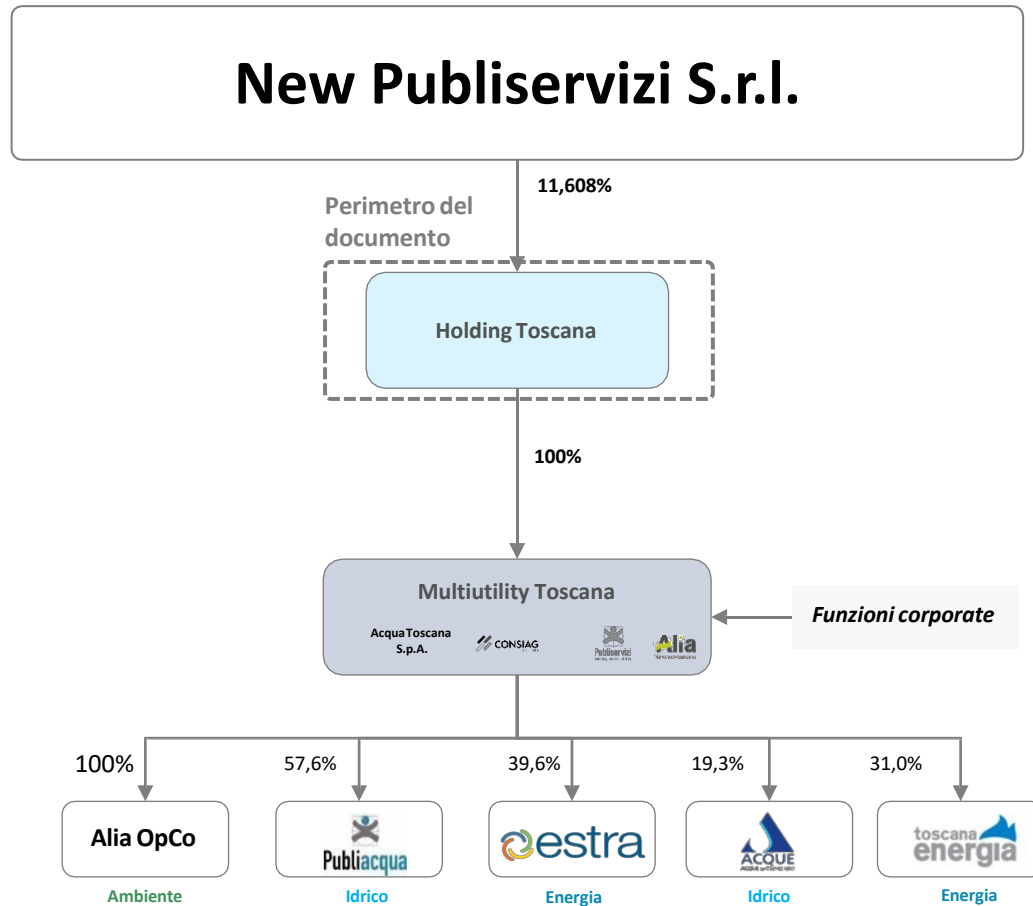 New Publiservizi S.r.l.
11,608%
Perimetro del
documento
Holding Toscana
100%
Multiutility Toscana
Funzioni corporate
Acqua Toscana
S.p.A.
CONSIAG
Publiservizi
Alia
100%
57,6%
39,6%
19,3%
31,0%
Alia OpCo
Publiacqua
estra
ACQUE
toscana
energia
Ambiente
Idrico
Energia
Idrico
Energia